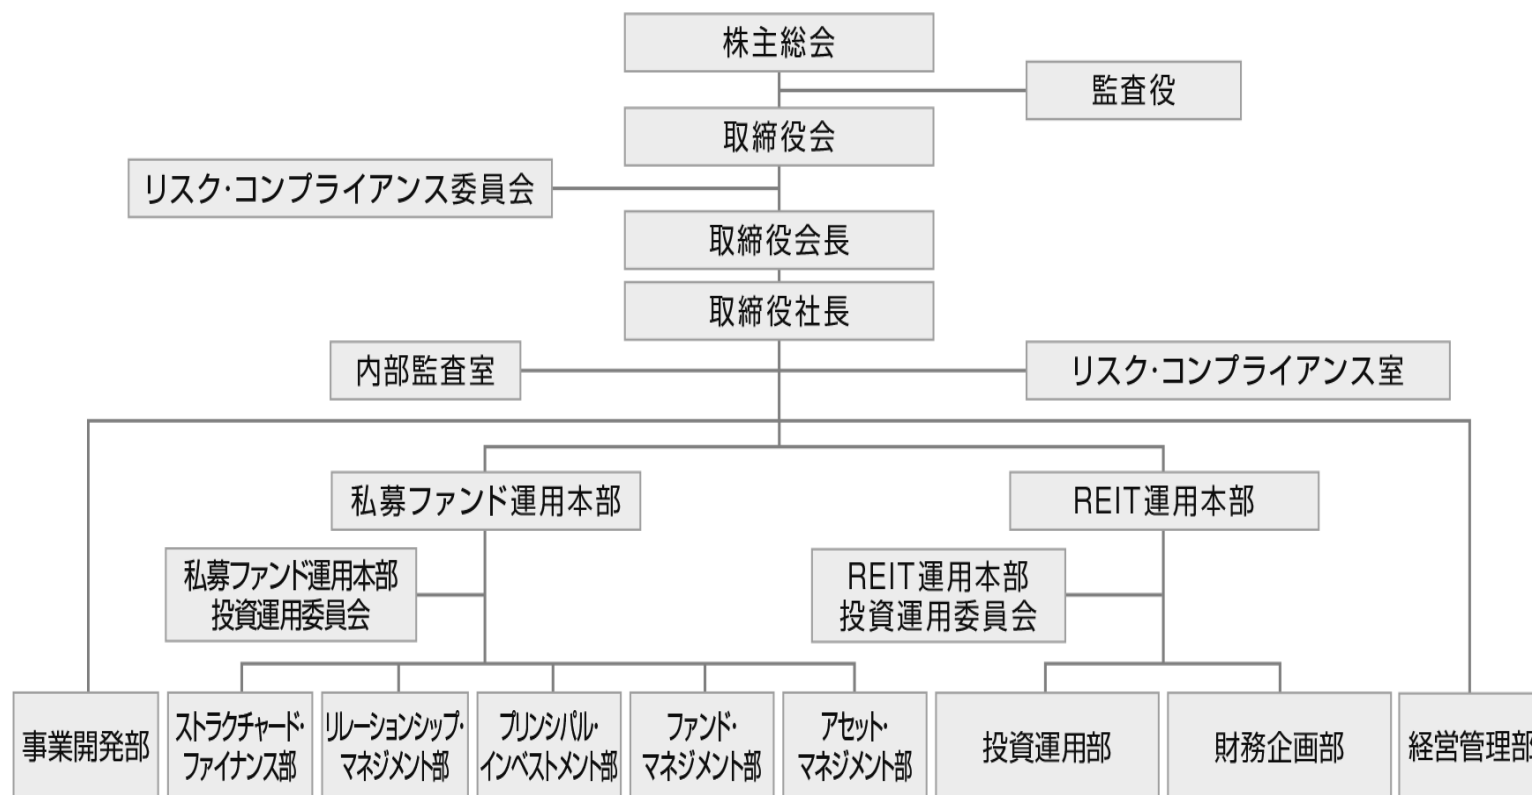 株主総会
監査役
取締役会
リスク・コンプライアンス委員会
取締役会長
取締役社長
内部監査室
リスク・コンプライアンス室
私募ファンド運用本部
REIT運用本部
私募ファンド運用本部
投資運用委員会
REIT運用本部
投資運用委員会
事業開発部
ストラクチャード・
ファイナンス部
リレーションシップ・
マネジメント部
プリンシパル・
インベストメント部
ファンド・
マネジメント部
アセット・
マネジメント部
投資運用部
財務企画部
経営管理部